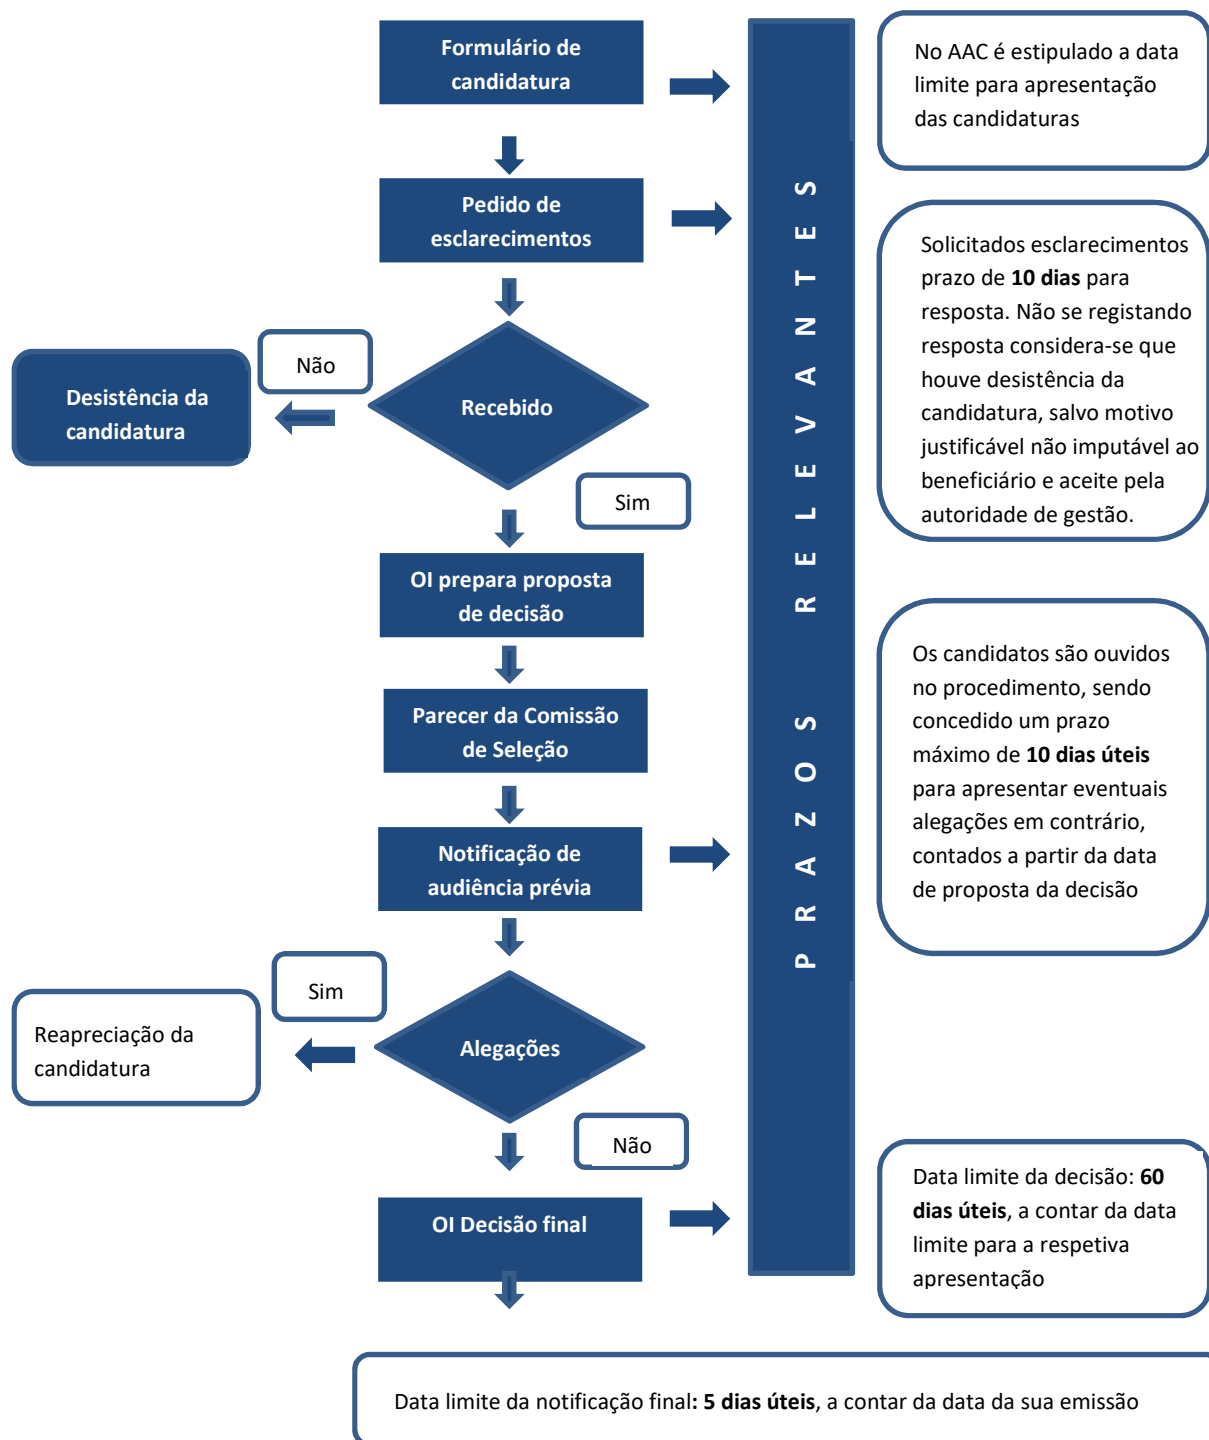 Formulário de
candidatura
No AAC é estipulado a data
limite para apresentação
das candidaturas
Pedido de
esclarecimentos
Solicitados esclarecimentos
prazo de 10 dias para
resposta. Não se registando
resposta considera-se que
houve desistência da
candidatura, salvo motivo
justificável não imputável ao
beneficiário e aceite pela
autoridade de gestão.
Não
Desistência da
candidatura
Recebido
Sim
OI prepara proposta
de decisão
Parecer da Comissão
de Seleção
PRAZOS RELEVANTES
Os candidatos são ouvidos
no procedimento, sendo
concedido um prazo
máximo de 10 dias úteis
para apresentar eventuais
alegações em contrário,
contados a partir da data
de proposta da decisão
Notificação de
audiência prévia
Sim
Reapreciação da
candidatura
Alegações
Não
OI Decisão final
Data limite da decisão: 60
dias úteis, a contar da data
limite para a respetiva
apresentação
Data limite da notificação final: 5 dias úteis, a contar da data da sua emissão